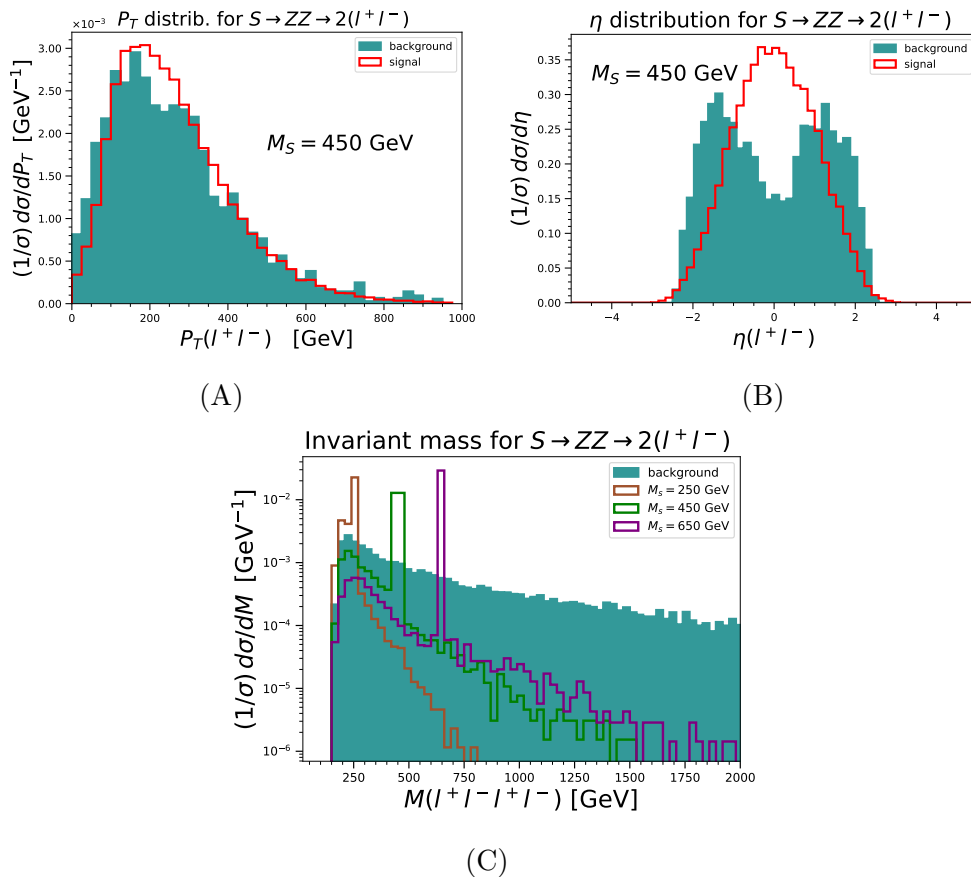 P_T distrib. for S→ZZ→2(l⁺l⁻)
×10⁻³
background
signal
M_S = 450 GeV
(1/σ) dσ/dP_T [GeV⁻¹]
3.00
2.50
2.00
1.50
1.00
0.50
0.00
0 200 400 600 800 1000
P_T(l⁺l⁻) [GeV]
(A)
η distribution for S→ZZ→2(l⁺l⁻)
background
signal
M_S = 450 GeV
(1/σ) dσ/dη
0.35
0.30
0.25
0.20
0.15
0.10
0.05
0.00
−4 −2 0 2 4
η(l⁺l⁻)
(B)
Invariant mass for S→ZZ→2(l⁺l⁻)
background
M_s = 250 GeV
M_s = 450 GeV
M_s = 650 GeV
(1/σ) dσ/dM [GeV⁻¹]
10⁻²
10⁻³
10⁻⁴
10⁻⁵
10⁻⁶
250 500 750 1000 1250 1500 1750 2000
M(l⁺l⁻l⁺l⁻) [GeV]
(C)